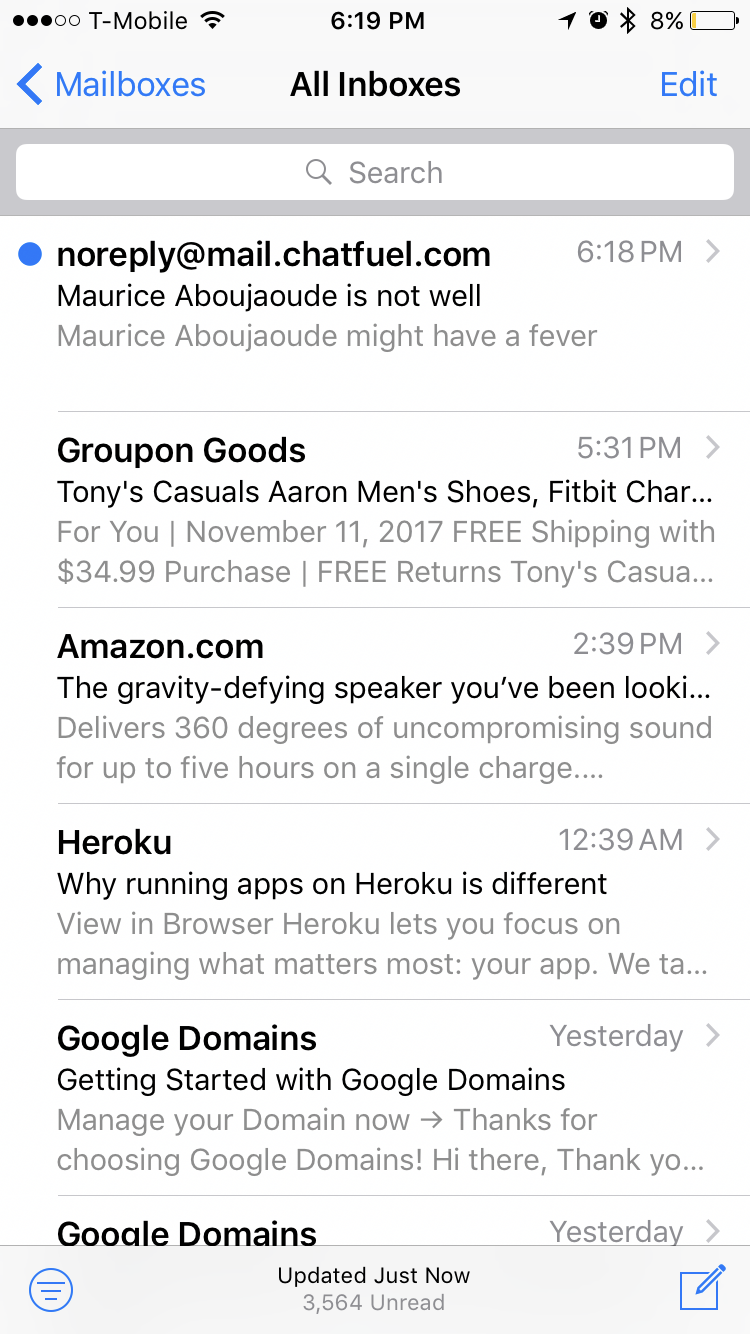 T-Mobile 6:19 PM 8%
Mailboxes All Inboxes Edit
Search
noreply@mail.chatfuel.com 6:18 PM
Maurice Aboujaoude is not well
Maurice Aboujaoude might have a fever
Groupon Goods 5:31 PM
Tony's Casuals Aaron Men's Shoes, Fitbit Char...
For You | November 11, 2017 FREE Shipping with
$34.99 Purchase | FREE Returns Tony's Casua...
Amazon.com 2:39 PM
The gravity-defying speaker you’ve been looki...
Delivers 360 degrees of uncompromising sound
for up to five hours on a single charge....
Heroku 12:39 AM
Why running apps on Heroku is different
View in Browser Heroku lets you focus on
managing what matters most: your app. We ta...
Google Domains Yesterday
Getting Started with Google Domains
Manage your Domain now → Thanks for
choosing Google Domains! Hi there, Thank yo...
Google Domains Yesterday
Updated Just Now
3,564 Unread